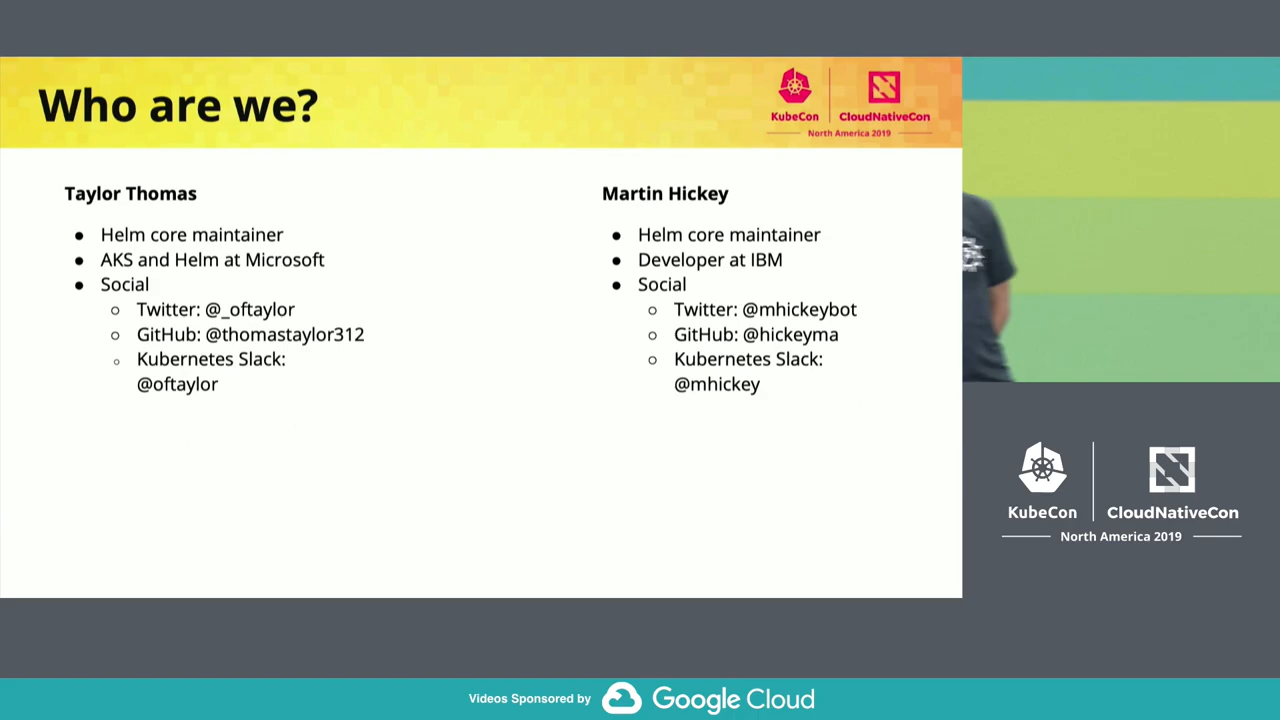 Who are we?
KubeCon
CloudNativeCon
North America 2019
Taylor Thomas
● Helm core maintainer
● AKS and Helm at Microsoft
● Social
○ Twitter: @_oftaylor
○ GitHub: @thomastaylor312
○ Kubernetes Slack:
@oftaylor
Martin Hickey
● Helm core maintainer
● Developer at IBM
● Social
○ Twitter: @mhickeybot
○ GitHub: @hickeyma
○ Kubernetes Slack:
@mhickey
KubeCon
CloudNativeCon
North America 2019
Videos Sponsored by
Google Cloud